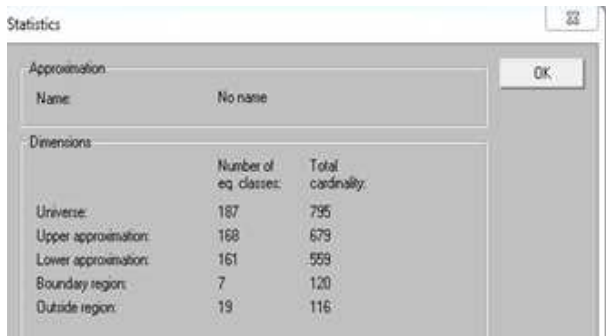 Statistics
OK
Approximation
Name: No name
Dimensions
Number of eq. classes: Total cardinality:
Universe: 187 795
Upper approximation: 168 679
Lower approximation: 161 559
Boundary region: 7 120
Outside region: 19 116